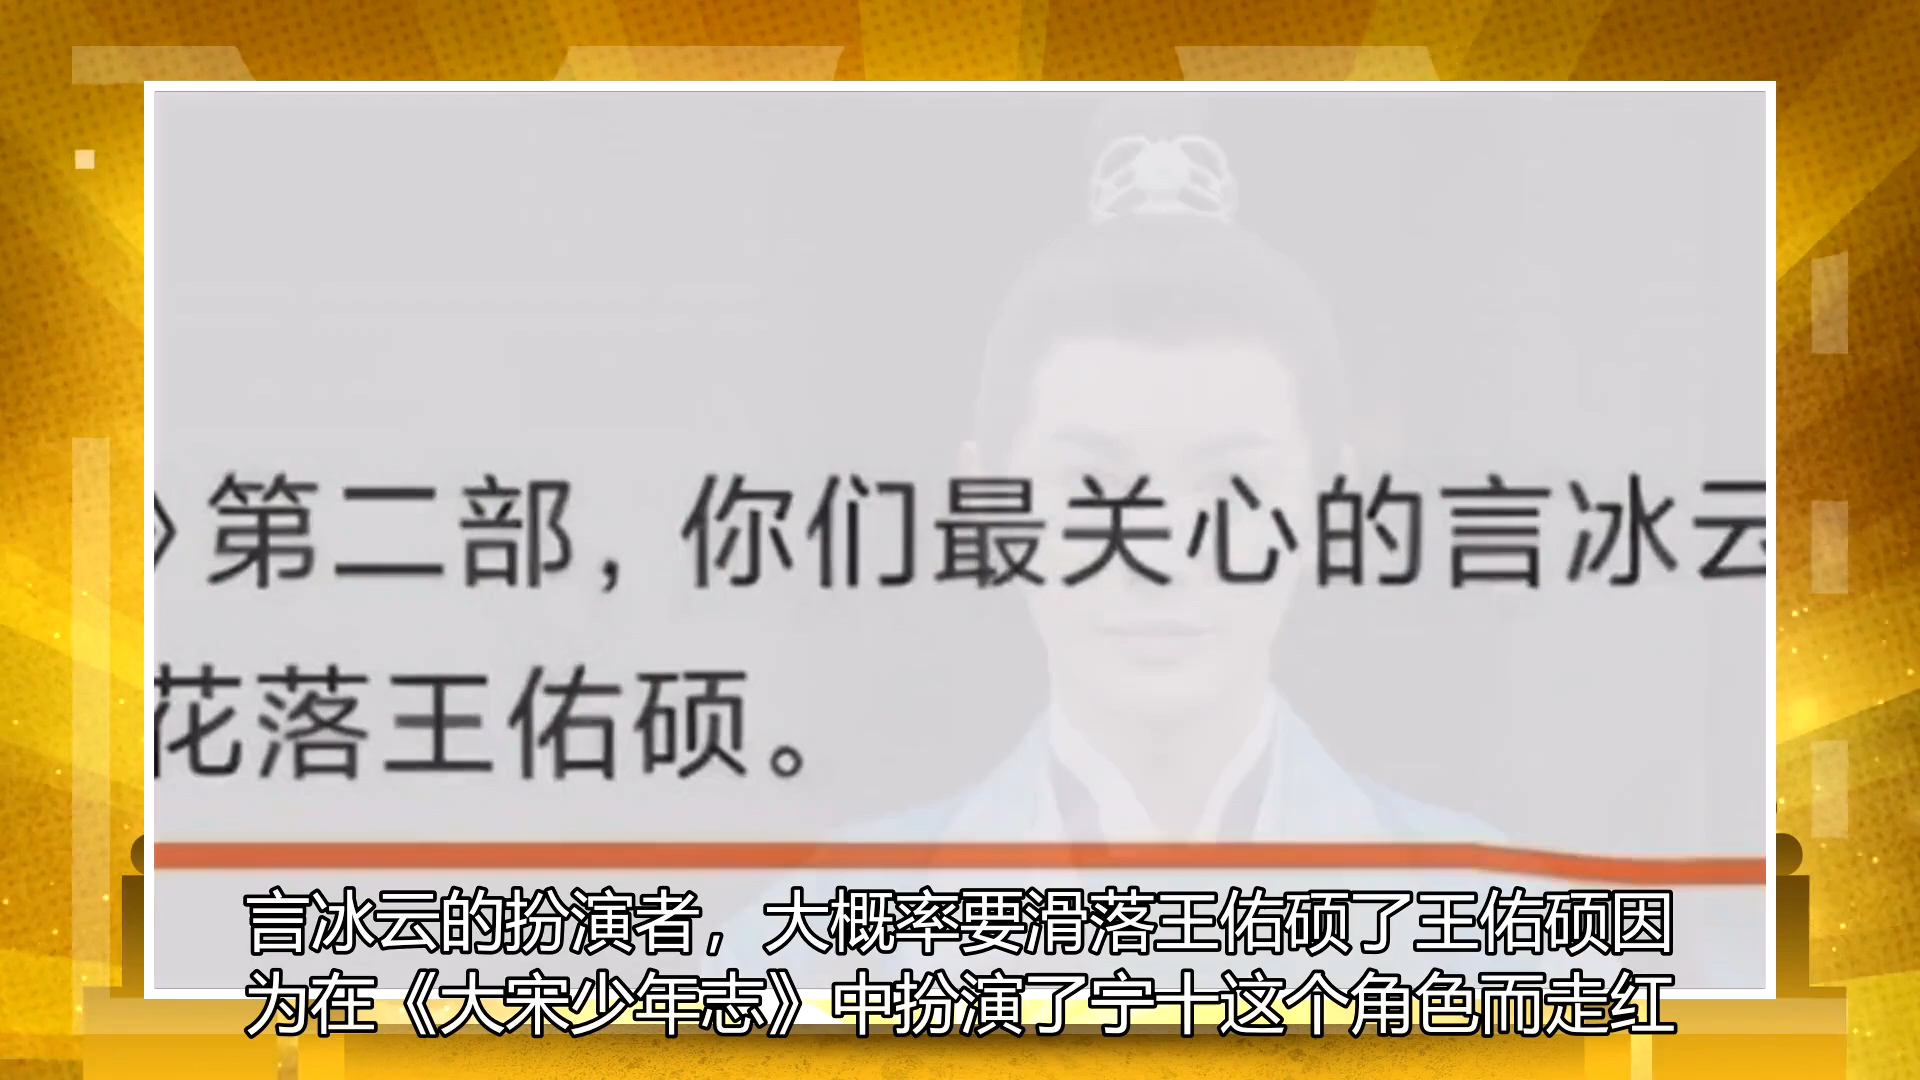 》第二部，你们最关心的言冰云
花落王佑硕。
言冰云的扮演者，大概率要滑落王佑硕了王佑硕因
为在《大宋少年志》中扮演了宁十这个角色而走红